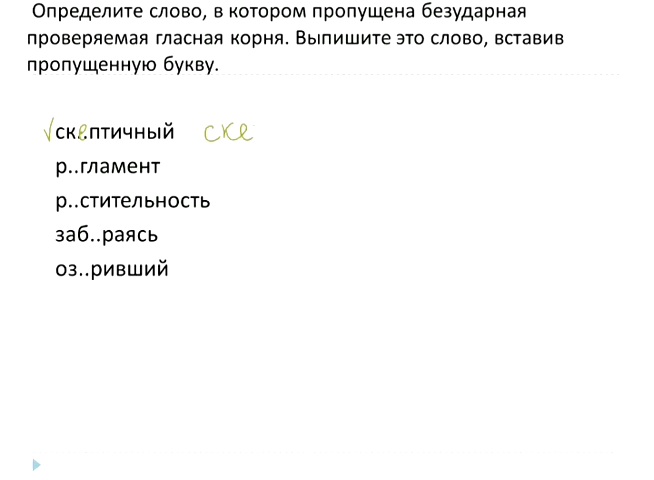 Определите слово, в котором пропущена безударная
проверяемая гласная корня. Выпишите это слово, вставив
пропущенную букву.
√ скептичный ске
р..гламент
р..стительность
заб..раясь
оз..ривший